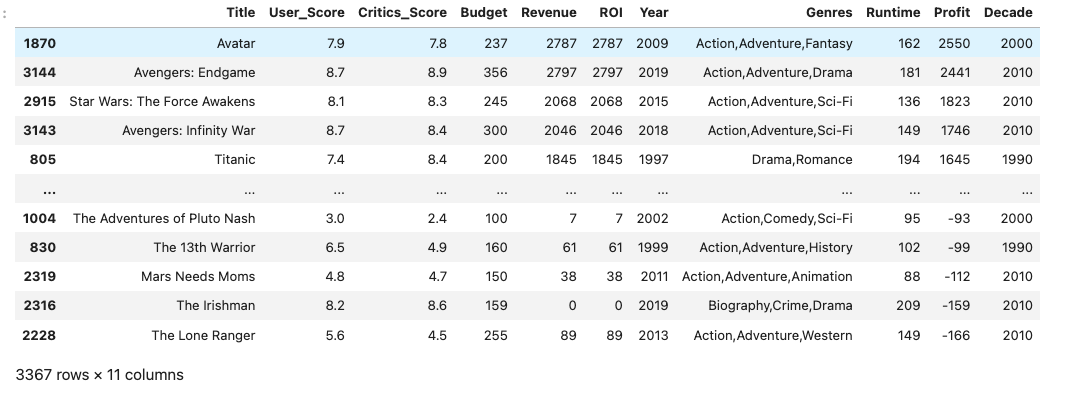 :
Title User_Score Critics_Score Budget Revenue ROI Year Genres Runtime Profit Decade
1870 Avatar 7.9 7.8 237 2787 2787 2009 Action,Adventure,Fantasy 162 2550 2000
3144 Avengers: Endgame 8.7 8.9 356 2797 2797 2019 Action,Adventure,Drama 181 2441 2010
2915 Star Wars: The Force Awakens 8.1 8.3 245 2068 2068 2015 Action,Adventure,Sci-Fi 136 1823 2010
3143 Avengers: Infinity War 8.7 8.4 300 2046 2046 2018 Action,Adventure,Sci-Fi 149 1746 2010
805 Titanic 7.4 8.4 200 1845 1845 1997 Drama,Romance 194 1645 1990
... ... ... ... ... ... ... ... ... ... ... ...
1004 The Adventures of Pluto Nash 3.0 2.4 100 7 7 2002 Action,Comedy,Sci-Fi 95 -93 2000
830 The 13th Warrior 6.5 4.9 160 61 61 1999 Action,Adventure,History 102 -99 1990
2319 Mars Needs Moms 4.8 4.7 150 38 38 2011 Action,Adventure,Animation 88 -112 2010
2316 The Irishman 8.2 8.6 159 0 0 2019 Biography,Crime,Drama 209 -159 2010
2228 The Lone Ranger 5.6 4.5 255 89 89 2013 Action,Adventure,Western 149 -166 2010
3367 rows × 11 columns